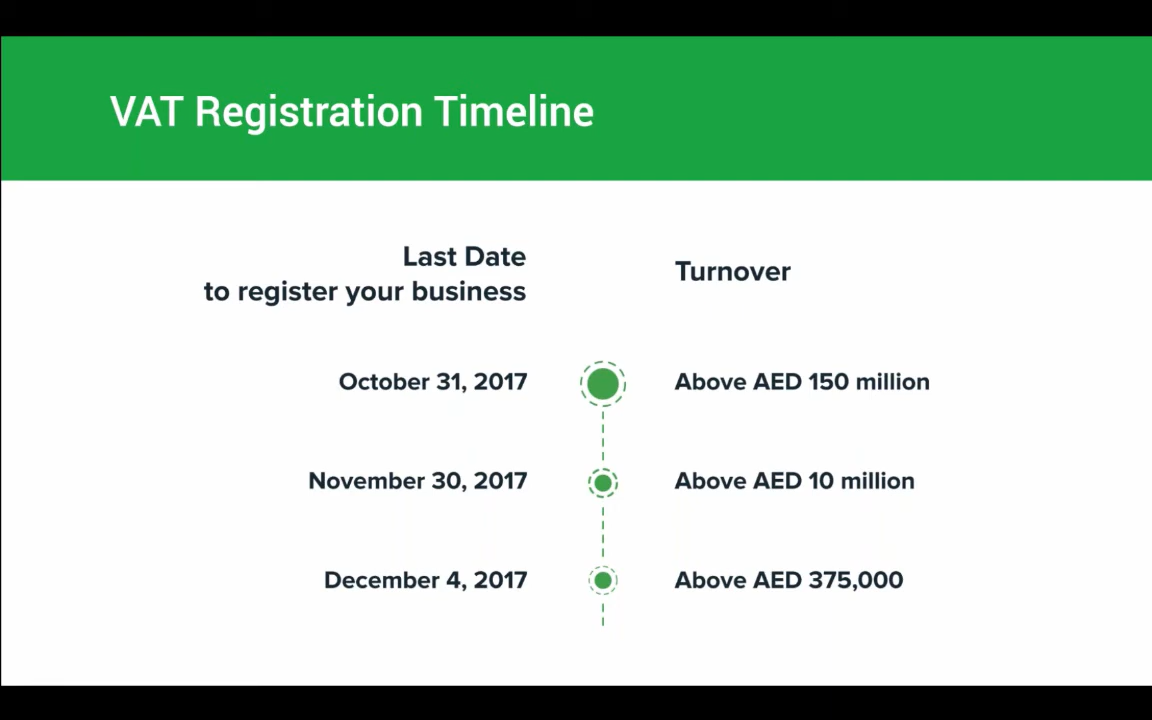 VAT Registration Timeline
Last Date
to register your business
Turnover
October 31, 2017
Above AED 150 million
November 30, 2017
Above AED 10 million
December 4, 2017
Above AED 375,000